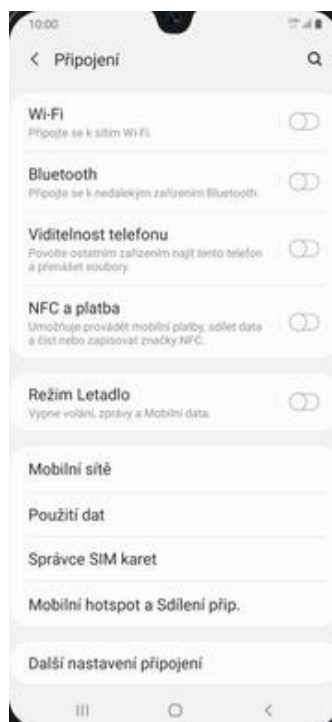 10:00
Připojení
Wi-Fi
Připojte se k sítím Wi-Fi.
Bluetooth
Připojte se k nedalekým zařízením Bluetooth.
Viditelnost telefonu
Povolte ostatním zařízením najít tento telefon
a přenášet soubory.
NFC a platba
Umožňuje provádět mobilní platby, sdílet data
a číst nebo zapisovat značky NFC.
Režim Letadlo
Vypne volání, zprávy a Mobilní data.
Mobilní sítě
Použití dat
Správce SIM karet
Mobilní hotspot a Sdílení přip.
Další nastavení připojení